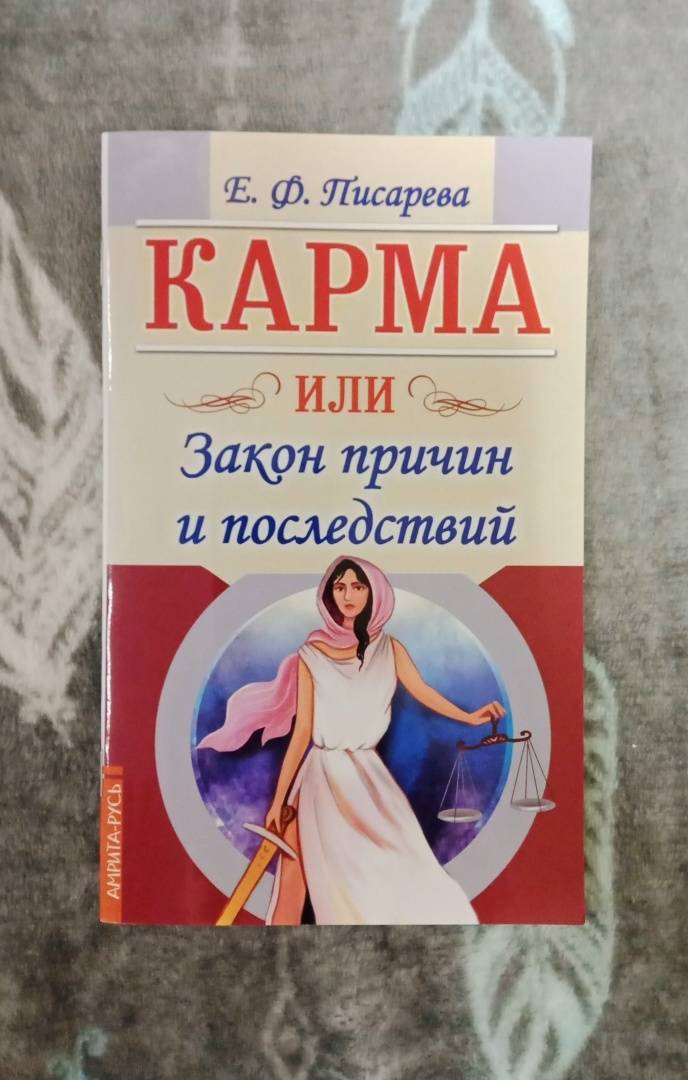 Е. Ф. Писарева
КАРМА
ИЛИ
Закон причин
и последствий
АМРИТА-РУСЬ